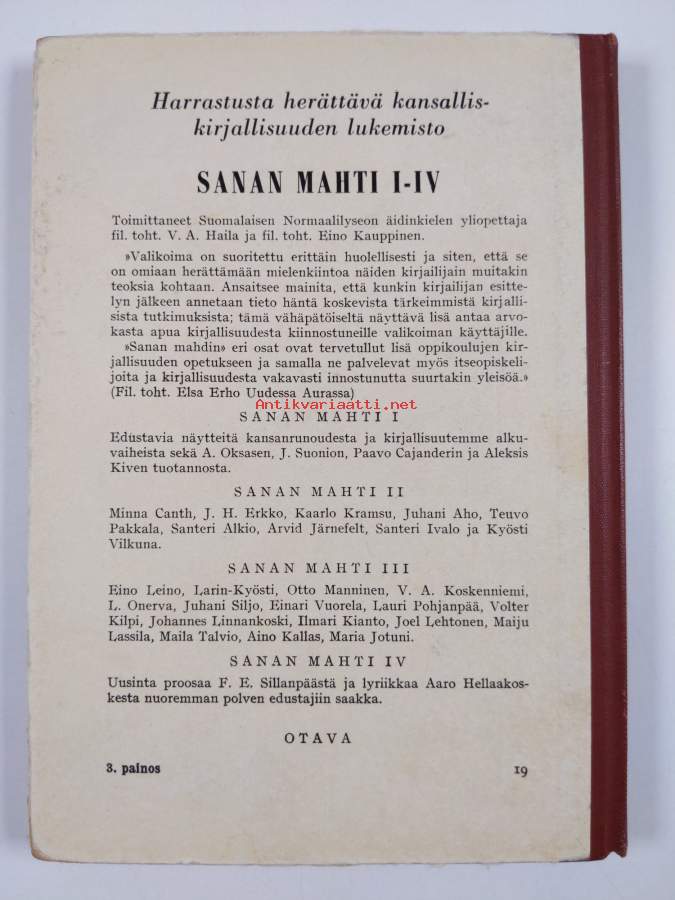 Harrastusta herättävä kansallis-
kirjallisuuden lukemisto
SANAN MAHTI I-IV
Toimittaneet Suomalaisen Normaalilyseon äidinkielen yliopettaja
fil. toht. V. A. Haila ja fil. toht. Eino Kauppinen.
»Valikoima on suoritettu erittäin huolellisesti ja siten, että se
on omiaan herättämään mielenkiintoa näiden kirjailijain muitakin
teoksia kohtaan. Ansaitsee mainita, että kunkin kirjailijan esitte-
lyn jälkeen annetaan tieto häntä koskevista tärkeimmistä kirjalli-
sista tutkimuksista; tämä vähäpätöiseltä näyttävä lisä antaa arvo-
kasta apua kirjallisuudesta kiinnostuneille valikoiman käyttäjille.
»Sanan mahdin» eri osat ovat tervetullut lisä oppikoulujen kir-
jallisuuden opetukseen ja samalla ne palvelevat myös itseopiskeli-
joita ja kirjallisuudesta vakavasti innostunutta suurtakin yleisöä.»
(Fil. toht. Elsa Erho Uudessa Aurassa)
Antikvariaatti.net
SANAN MAHTI I
Edustavia näytteitä kansanrunoudesta ja kirjallisuutemme alku-
vaiheista sekä A. Oksasen, J. Suonion, Paavo Cajanderin ja Aleksis
Kiven tuotannosta.
SANAN MAHTI II
Minna Canth, J. H. Erkko, Kaarlo Kramsu, Juhani Aho, Teuvo
Pakkala, Santeri Alkio, Arvid Järnefelt, Santeri Ivalo ja Kyösti
Vilkuna.
SANAN MAHTI III
Eino Leino, Larin-Kyösti, Otto Manninen, V. A. Koskenniemi,
L. Onerva, Juhani Siljo, Einari Vuorela, Lauri Pohjanpää, Volter
Kilpi, Johannes Linnankoski, Ilmari Kianto, Joel Lehtonen, Maiju
Lassila, Maila Talvio, Aino Kallas, Maria Jotuni.
SANAN MAHTI IV
Uusinta proosaa F. E. Sillanpäästä ja lyriikkaa Aaro Hellaakos-
kesta nuoremman polven edustajiin saakka.
OTAVA
3. painos 19